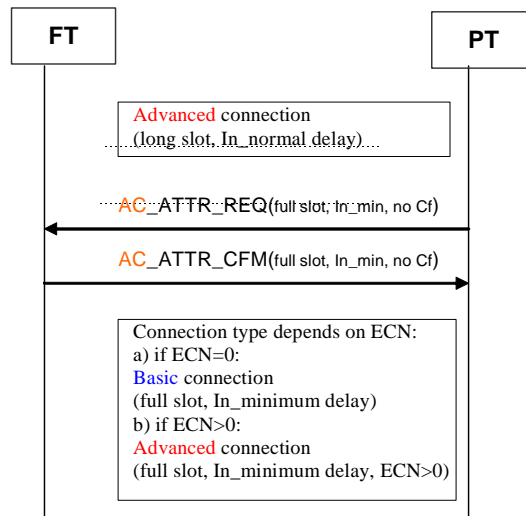 FT
PT
Advanced connection
(long slot, In_normal delay)
AC_ATTR_REQ(full slot, In_min, no Cf)
AC_ATTR_CFM(full slot, In_min, no Cf)
Connection type depends on ECN:
a) if ECN=0:
Basic connection
(full slot, In_minimum delay)
b) if ECN>0:
Advanced connection
(full slot, In_minimum delay, ECN>0)